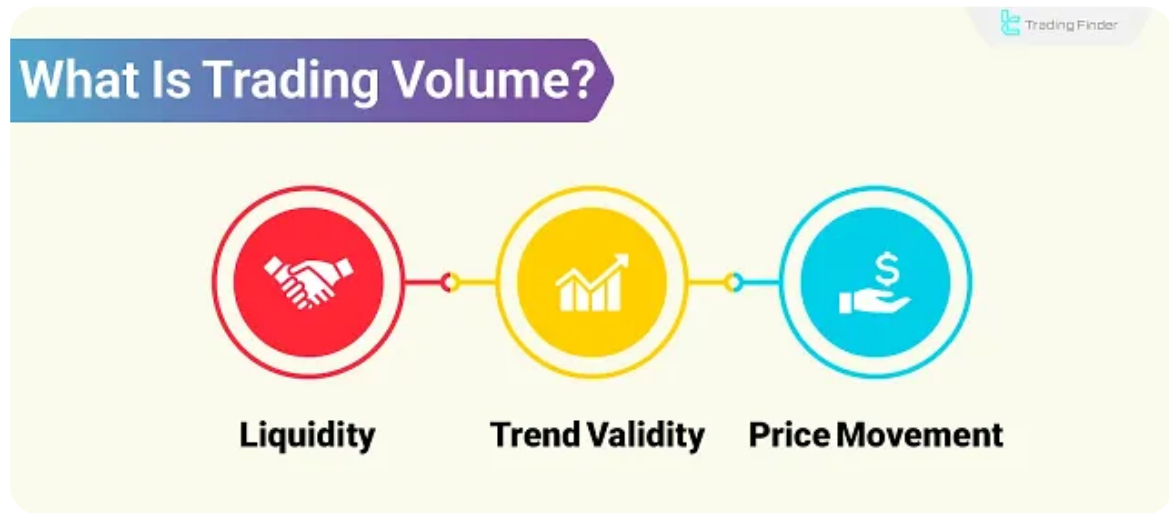 Trading Finder
What Is Trading Volume?
Liquidity
Trend Validity
Price Movement